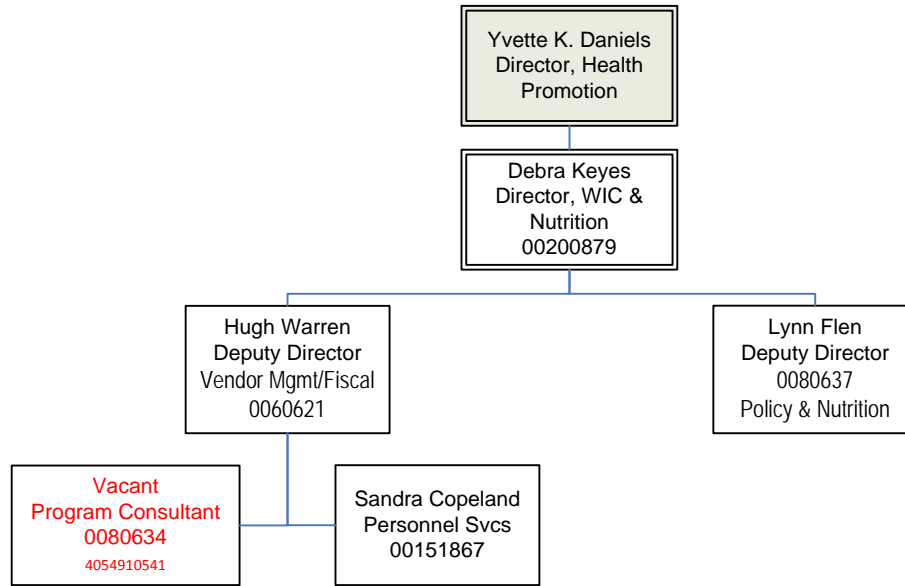 Yvette K. Daniels
Director, Health
Promotion
Debra Keyes
Director, WIC &
Nutrition
00200879
Hugh Warren
Deputy Director
Vendor Mgmt/Fiscal
0060621
Lynn Flen
Deputy Director
0080637
Policy & Nutrition
Vacant
Program Consultant
0080634
4054910541
Sandra Copeland
Personnel Svcs
00151867